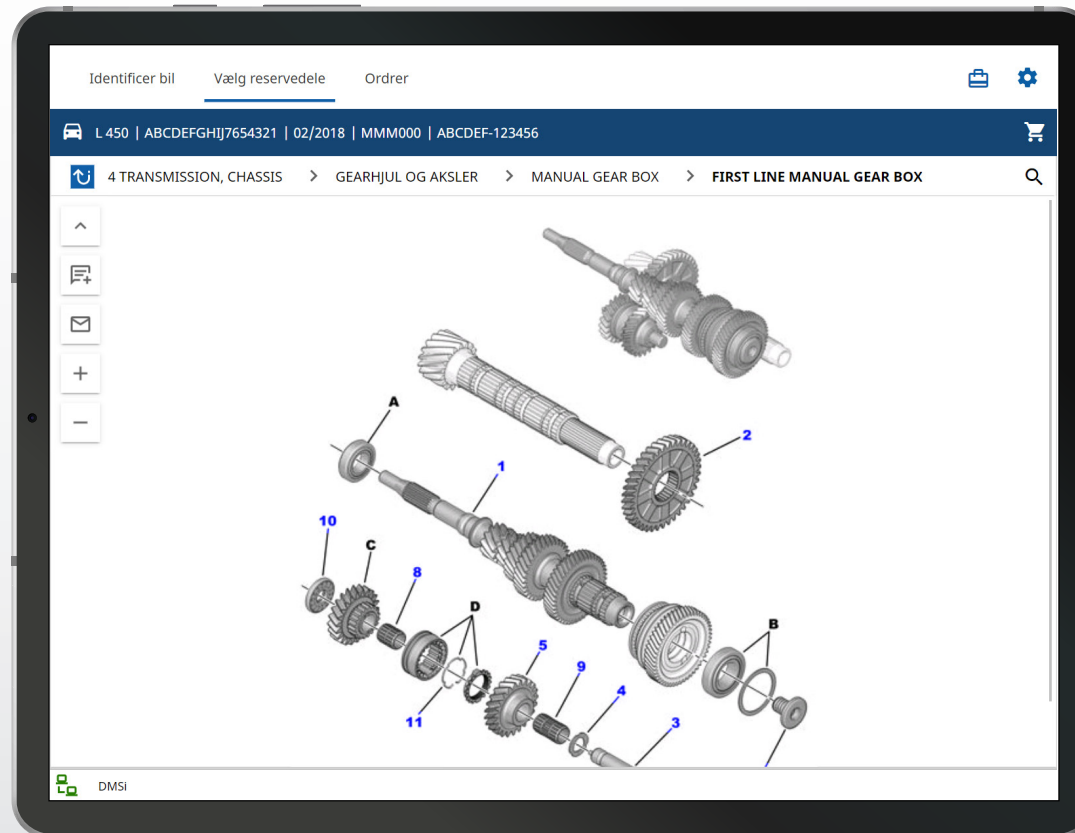 Identificer bil Vælg reservedele Ordrer
L 450 | ABCDEFGHIJ7654321 | 02/2018 | MMM000 | ABCDEF-123456
4 TRANSMISSION, CHASSIS > GEARHJUL OG AKSLER > MANUAL GEAR BOX > FIRST LINE MANUAL GEAR BOX
A
2
1
10
C
8
D
B
5
9
4
11
3
DMSi